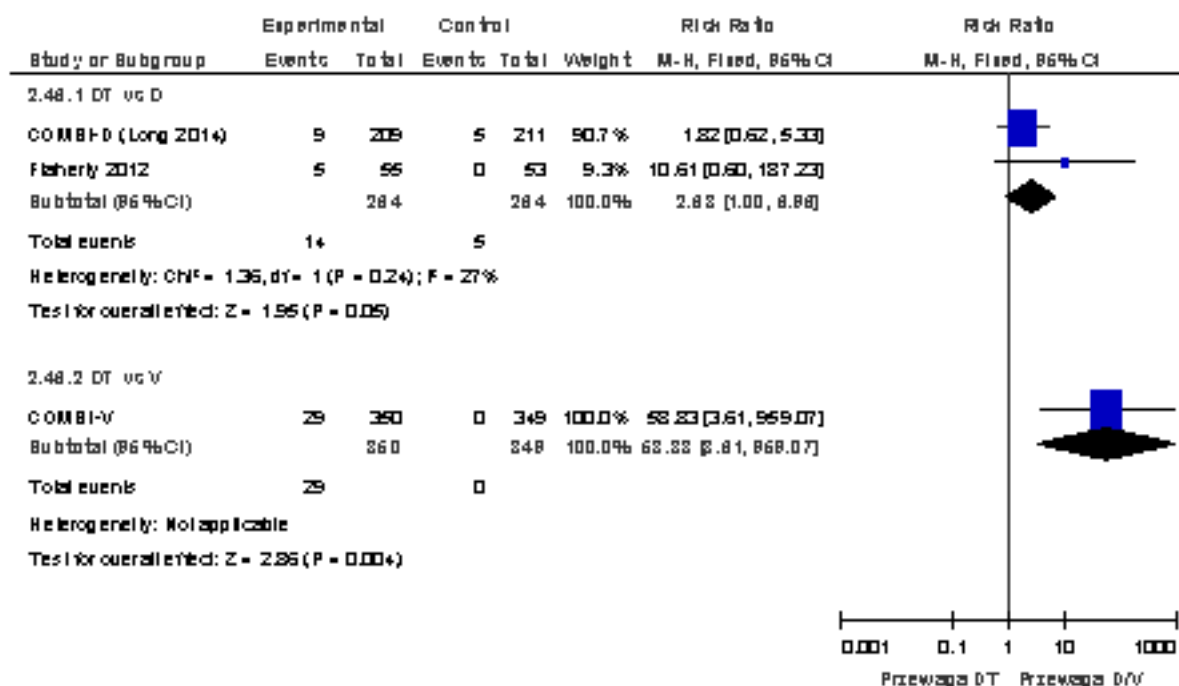 Experimental Control Risk Ratio Risk Ratio
Study or Subgroup Events Total Events Total Weight M-H, Fixed, 95% CI M-H, Fixed, 95% CI
2.46.1 DT vs D
COMBI-D (Long 2014) 9 209 5 211 90.7% 1.82 [0.62, 5.33]
Flaherty 2012 5 55 0 53 9.3% 10.61 [0.60, 187.23]
Subtotal (95% CI) 264 264 100.0% 2.63 [1.00, 6.96]
Total events 14 5
Heterogeneity: Chi² = 1.36, df = 1 (P = 0.24); I² = 27%
Test for overall effect: Z = 1.95 (P = 0.05)
2.46.2 DT vs V
COMBI-V 29 350 0 349 100.0% 58.83 [3.61, 959.07]
Subtotal (95% CI) 350 349 100.0% 58.83 [3.61, 959.07]
Total events 29 0
Heterogeneity: Not applicable
Test for overall effect: Z = 2.86 (P = 0.004)
0.001 0.1 1 10 1000
Przewaga DT Przewaga D/V